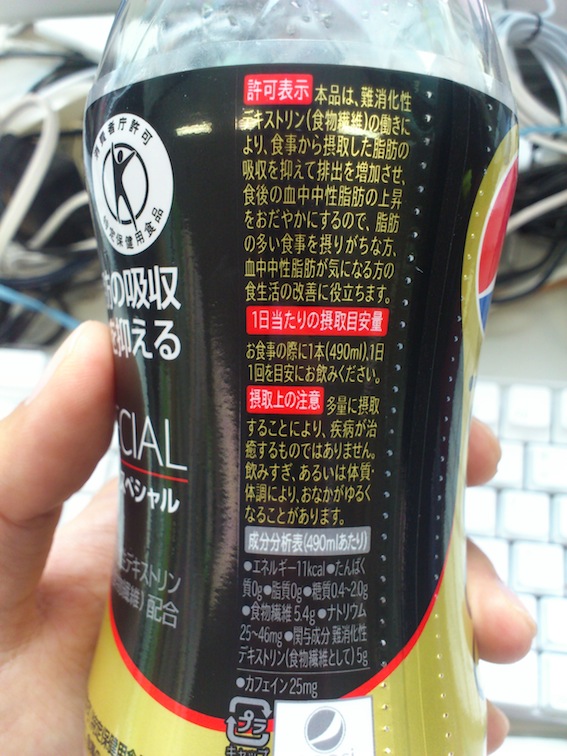 許可表示 本品は、難消化性
デキストリン(食物繊維)の働きに
より、食事から摂取した脂肪の
吸収を抑えて排出を増加させ、
食後の血中中性脂肪の上昇
をおだやかにするので、脂肪
の多い食事を摂りがちな方、
血中中性脂肪が気になる方の
食生活の改善に役立ちます。
1日当たりの摂取目安量
お食事の際に1本(490ml)、1日
1回を目安にお飲みください。
摂取上の注意 多量に摂取
することにより、疾病が治
癒するものではありません。
飲みすぎ、あるいは体質・
体調により、おなかがゆるく
なることがあります。
成分分析表(490mlあたり)
●エネルギー11kcal ●たんぱく
質0g ●脂質0g ●糖質0.4~2.0g
●食物繊維 5.4g ●ナトリウム
25~46mg ●関与成分 難消化性
デキストリン(食物繊維として) 5g
●カフェイン 25mg
プラ
キャップ
消費者庁許可
特定保健用食品
の吸収
抑える
CIAL
スペシャル
デキストリン
配合